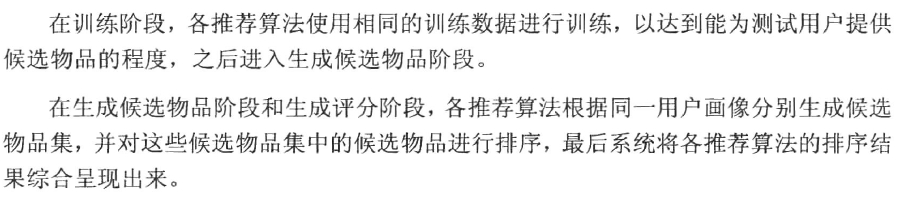 在训练阶段，各推荐算法使用相同的训练数据进行训练，以达到能为测试用户提供
候选物品的程度，之后进入生成候选物品阶段。
在生成候选物品阶段和生成评分阶段，各推荐算法根据同一用户画像分别生成候选
物品集，并对这些候选物品集中的候选物品进行排序，最后系统将各推荐算法的排序结
果综合呈现出来。